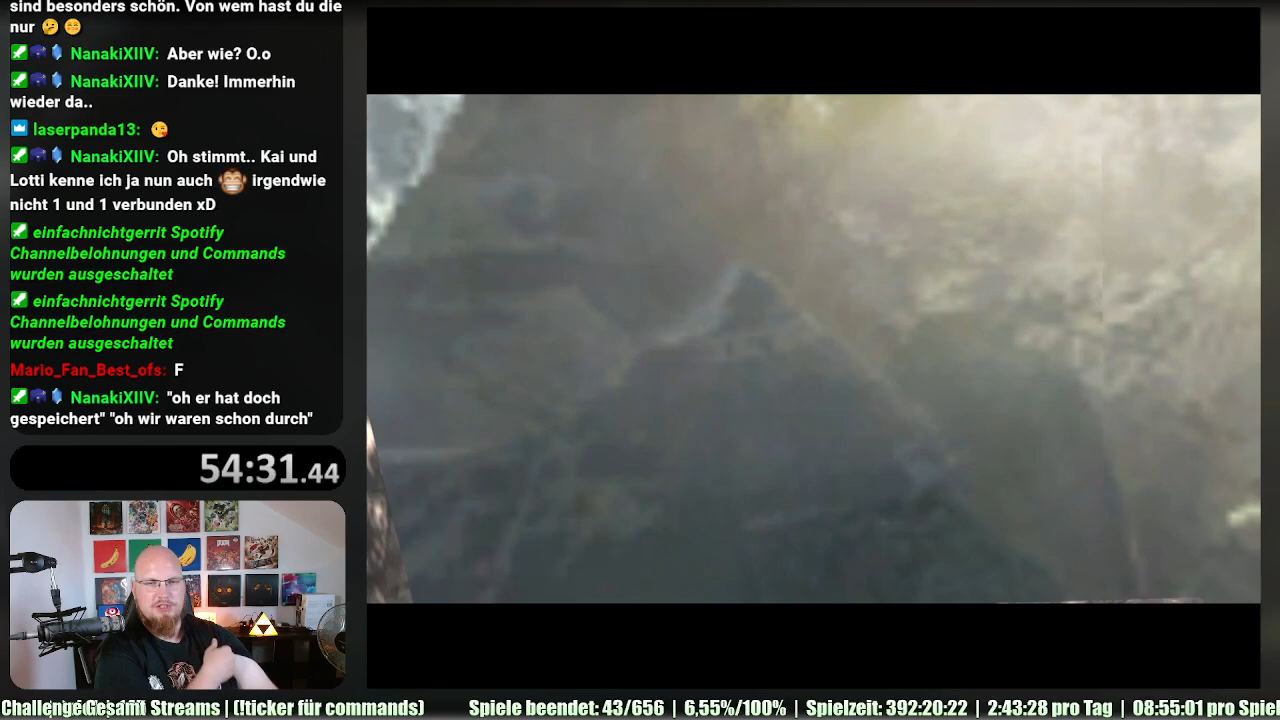 sind besonders schön. Von wem hast du die
nur 🤔 😊
NanakiXIIV: Aber wie? O.o
NanakiXIIV: Danke! Immerhin
wieder da..
laserpanda13: 😘
NanakiXIIV: Oh stimmt.. Kai und
Lotti kenne ich ja nun auch irgendwie
nicht 1 und 1 verbunden xD
einfachnichtgerrit Spotify
Channelbelohnungen und Commands
wurden ausgeschaltet
einfachnichtgerrit Spotify
Channelbelohnungen und Commands
wurden ausgeschaltet
Mario_Fan_Best_ofs: F
NanakiXIIV: "oh er hat doch
gespeichert" "oh wir waren schon durch"
54:31.44
DOOM
Challenge Gesamt Streams | (!ticker für commands) Spiele beendet: 43/656 | 6,55%/100% | Spielzeit: 392:20:22 | 2:43:28 pro Tag | 08:55:01 pro Spiel